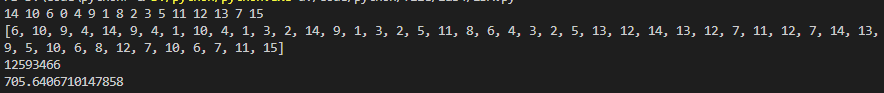 14 10 6 0 4 9 1 8 2 3 5 11 12 13 7 15
[6, 10, 9, 4, 14, 9, 4, 1, 10, 4, 1, 3, 2, 14, 9, 1, 3, 2, 5, 11, 8, 6, 4, 3, 2, 5, 13, 12, 14, 13, 12, 7, 11, 12, 7, 14, 13,
9, 5, 10, 6, 8, 12, 7, 10, 6, 7, 11, 15]
12593466
705.6406710147858